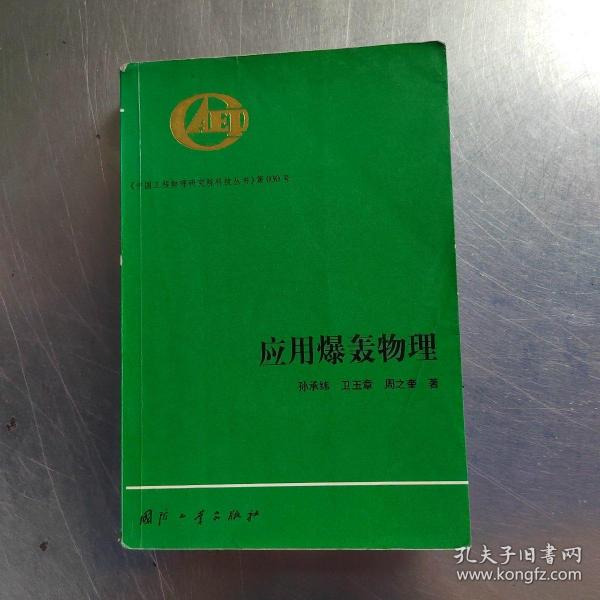 CAEP
《中国工程物理研究院科技丛书》第030号
应用爆轰物理
孙承纬 卫玉章 周之奎 著
国防工业出版社
孔夫子旧书网
www.kongfz.com